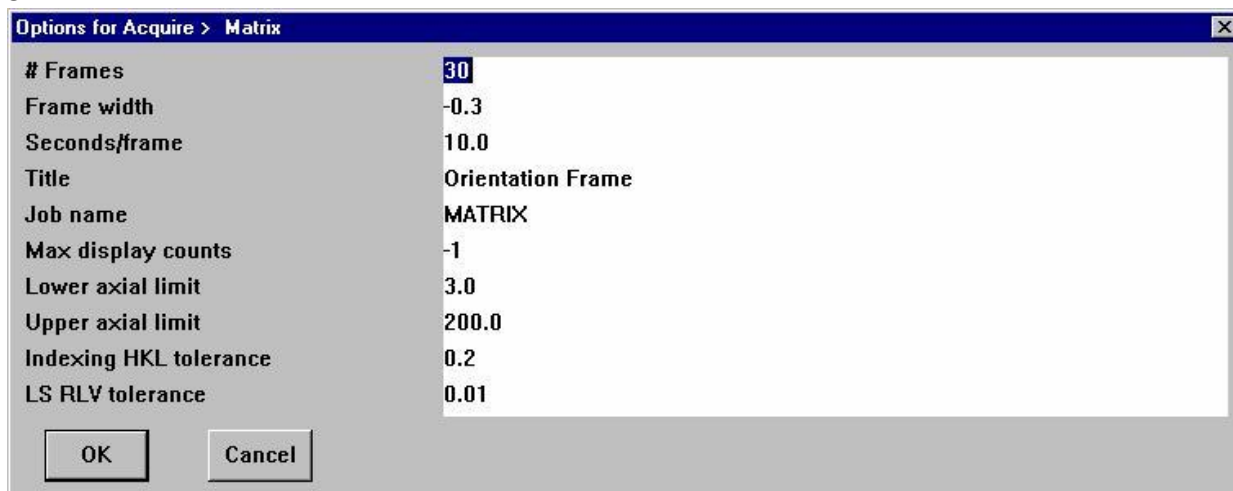 Options for Acquire > Matrix
# Frames 30
Frame width -0.3
Seconds/frame 10.0
Title Orientation Frame
Job name MATRIX
Max display counts -1
Lower axial limit 3.0
Upper axial limit 200.0
Indexing HKL tolerance 0.2
LS RLV tolerance 0.01
OK Cancel